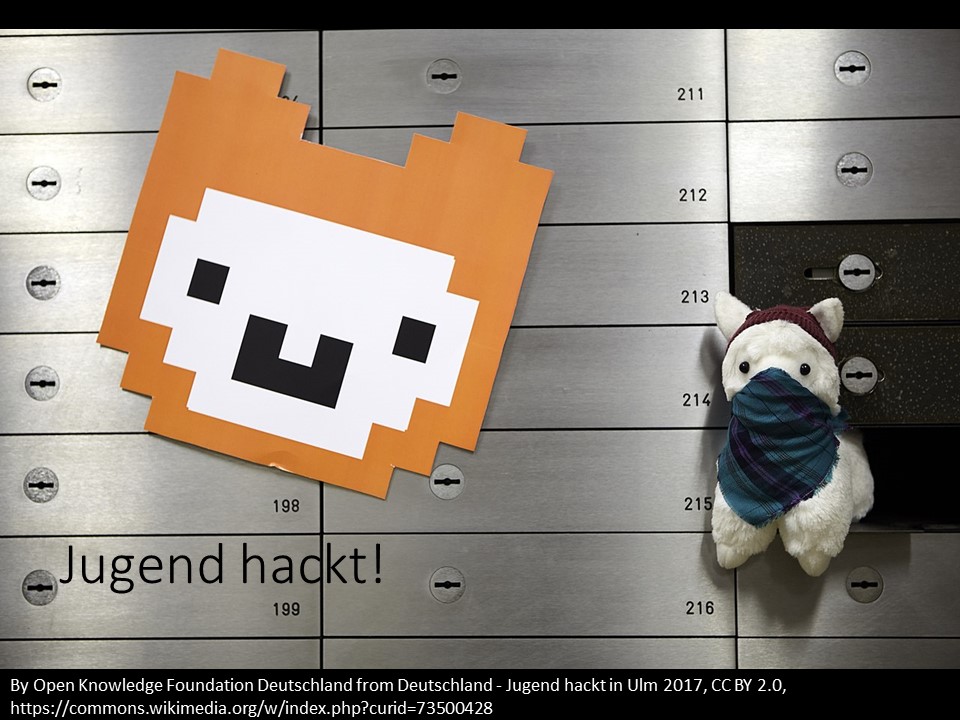 211
212
213
214
198
215
Jugend hackt!
199
216
By Open Knowledge Foundation Deutschland from Deutschland - Jugend hackt in Ulm 2017, CC BY 2.0,
https://commons.wikimedia.org/w/index.php?curid=73500428